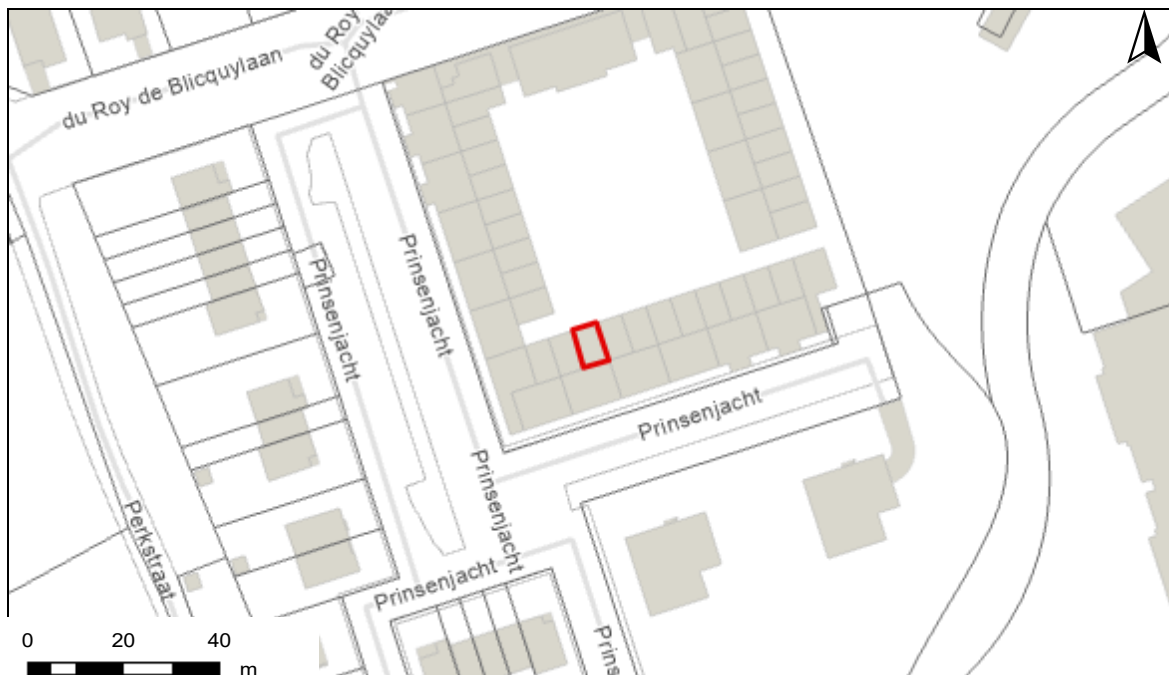 du Roy de Blicquylaan
du Roy
Blicquylaa
Prinsenjacht
Prinsenjacht
Prinsenjacht
Prinsenjacht
Prinsenjacht
Perkstraat
Prins
0 20 40
m